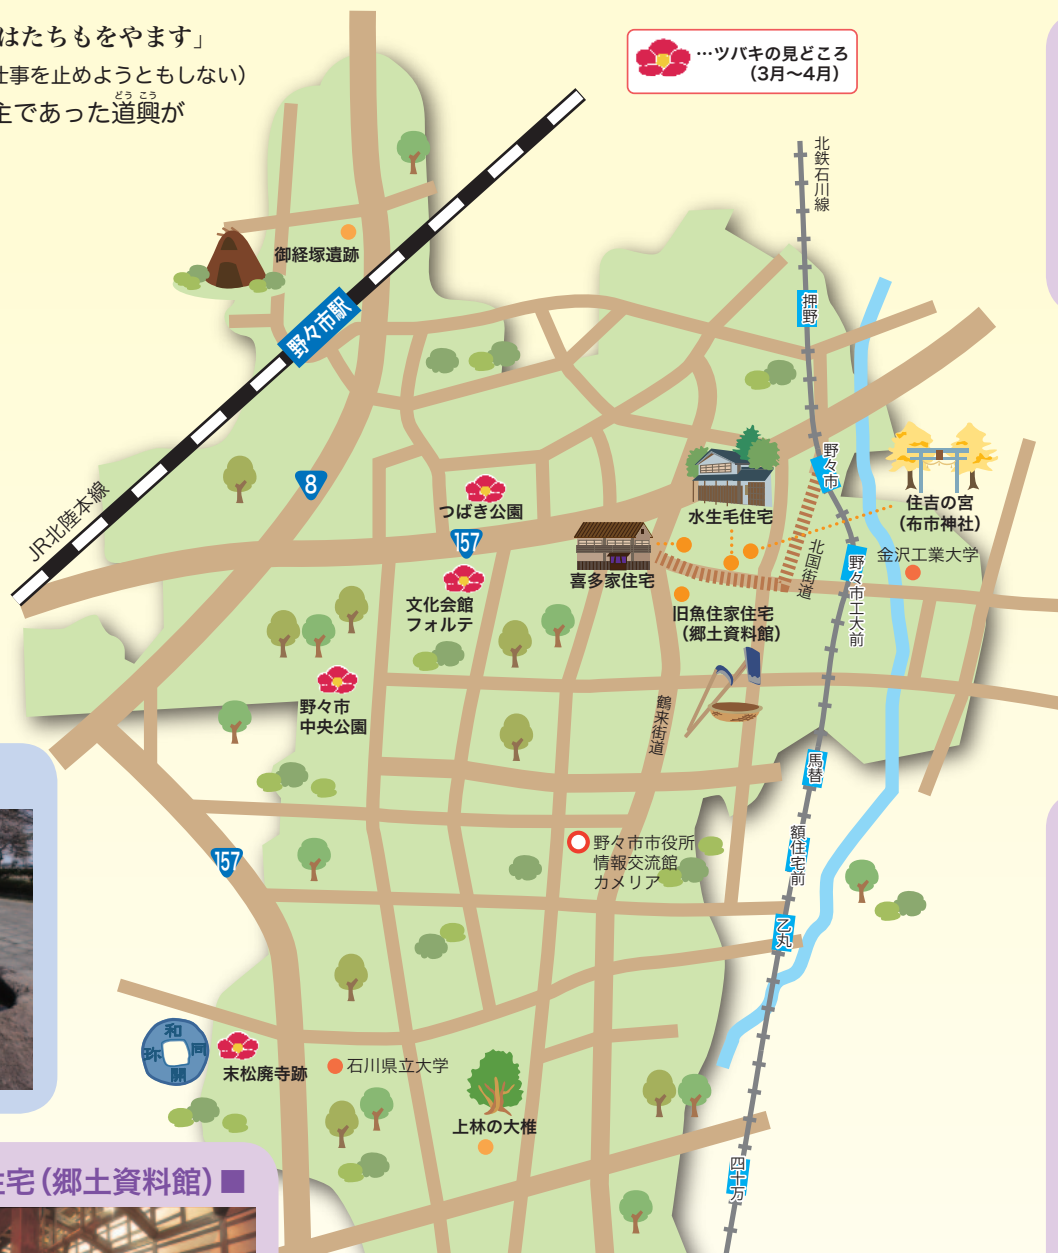 はたちもをやます」
仕事を止めようともしない）
どう こう
主であった道興が
…ツバキの見どころ
（3月～4月）
北鉄石川線
御経塚遺跡
押野
野々市駅
JR北陸本線
8
野々市
住吉の宮
（布市神社）
つばき公園
水生毛住宅
157
北国街道
金沢工業大学
喜多家住宅
野々市工大前
文化会館
フォルテ
旧魚住家住宅
（郷土資料館）
野々市
中央公園
鶴来街道
馬替
野々市市役所
情報交流館
カメリア
額住宅前
157
乙丸
和
同
開
珎
末松廃寺跡
石川県立大学
上林の大椎
四十万
住宅（郷土資料館）■